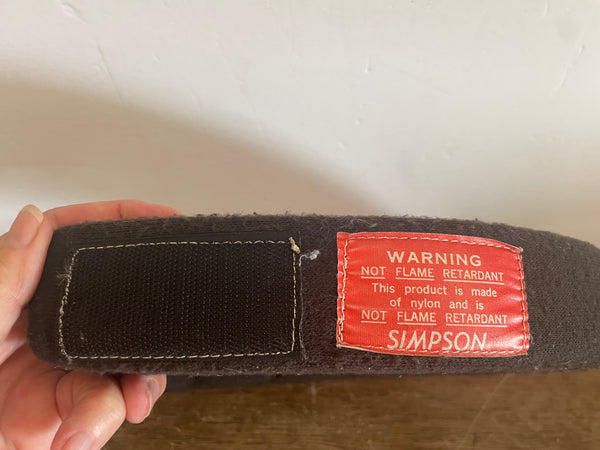 WARNING
NOT FLAME RETARDANT
This product is made
of nylon and is
NOT FLAME RETARDANT
SIMPSON